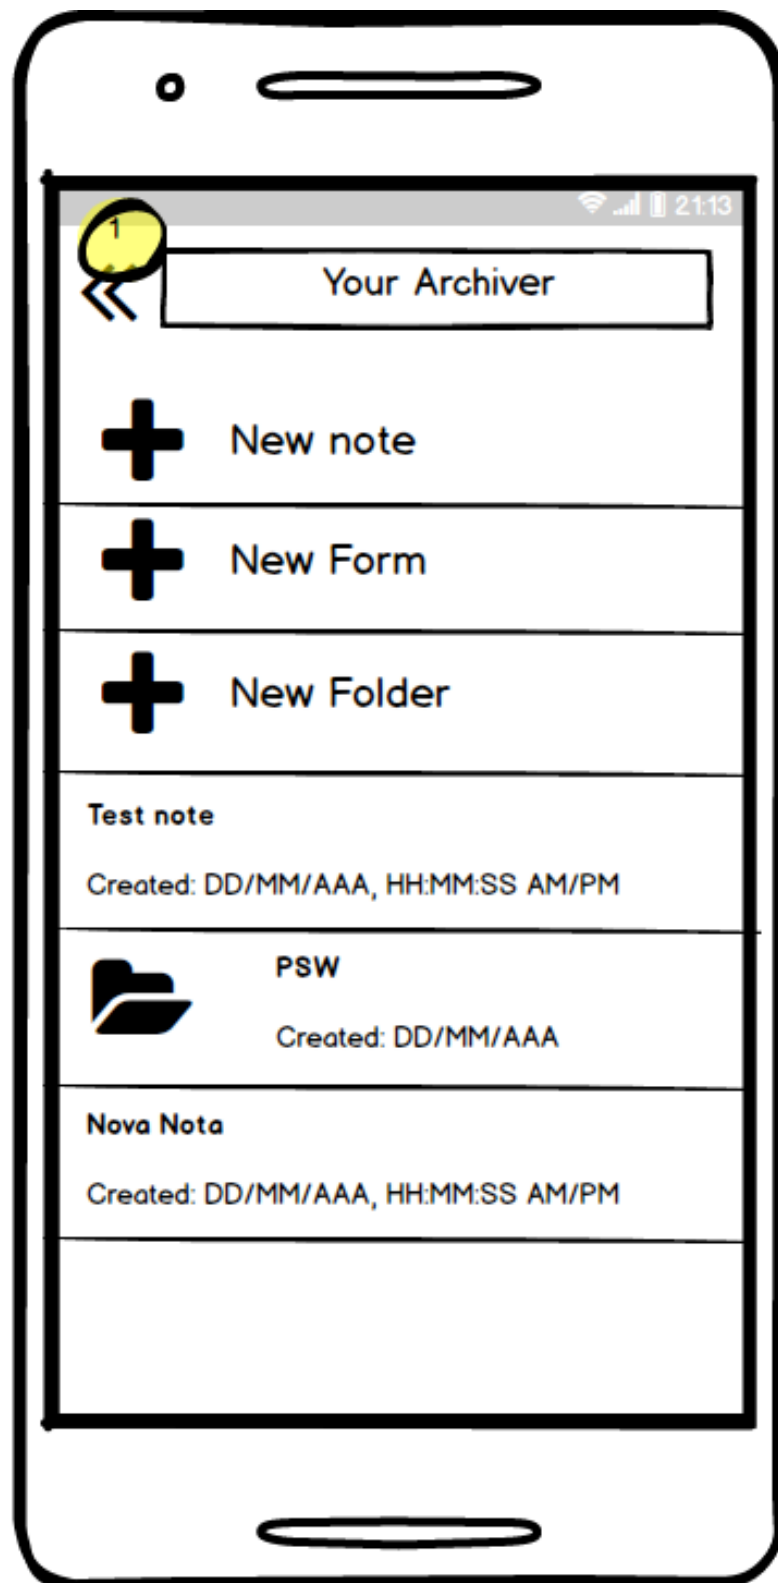 21:13
1
Your Archiver
New note
New Form
New Folder
Test note
Created: DD/MM/AAA, HH:MM:SS AM/PM
PSW
Created: DD/MM/AAA
Nova Nota
Created: DD/MM/AAA, HH:MM:SS AM/PM